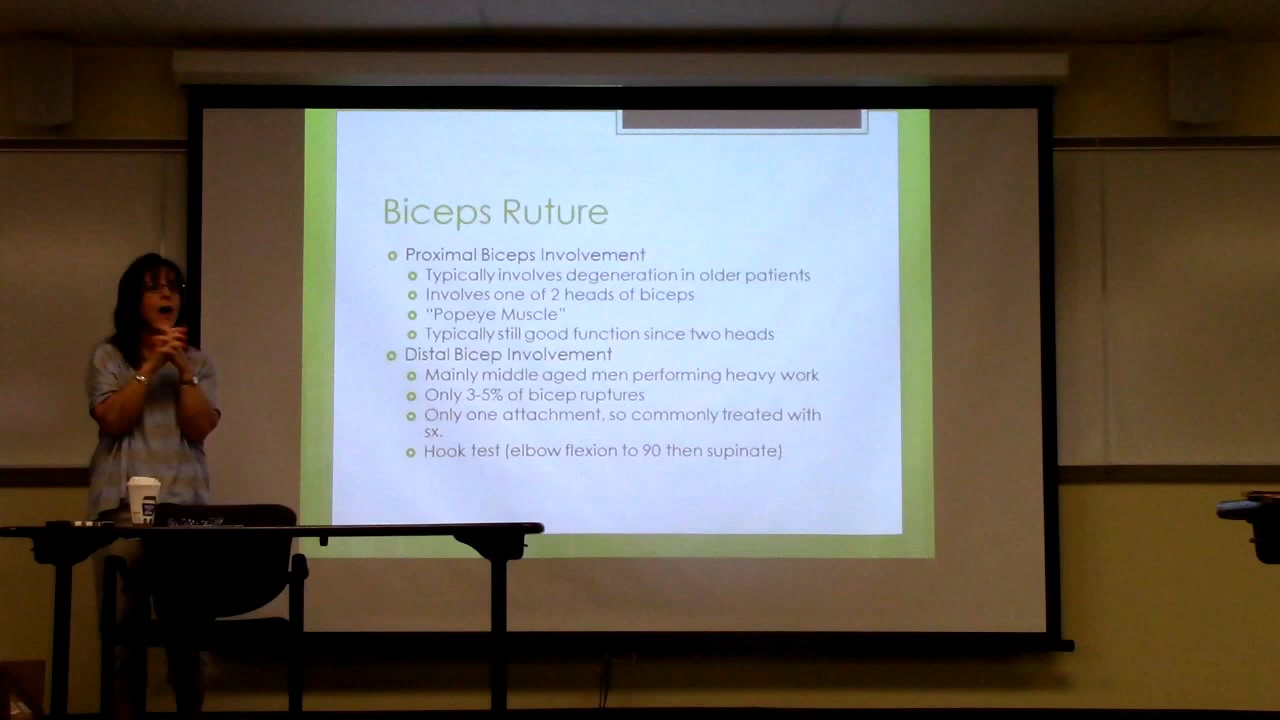 Biceps Ruture
Proximal Biceps Involvement
Typically involves degeneration in older patients
Involves one of 2 heads of biceps
"Popeye Muscle"
Typically still good function since two heads
Distal Bicep Involvement
Mainly middle aged men performing heavy work
Only 3-5% of bicep ruptures
Only one attachment, so commonly treated with
sx.
Hook test (elbow flexion to 90 then supinate)